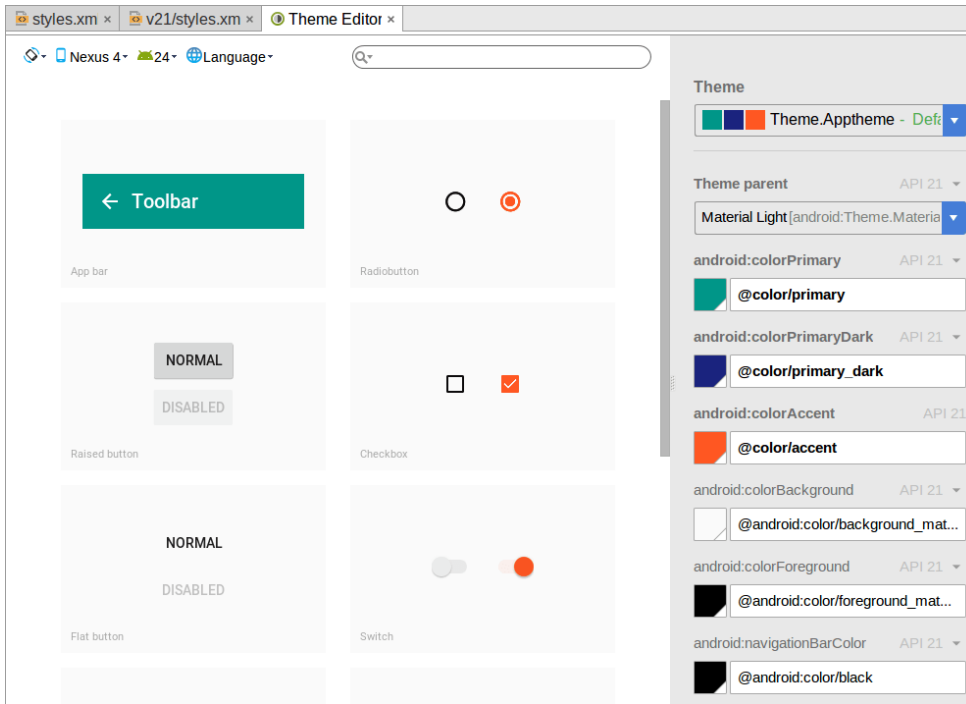 styles.xm × v21/styles.xm × Theme Editor ×
Nexus 4 24 Language
Theme
Theme.Apptheme - Defa
Theme parent API 21
Material Light [android:Theme.Materia
android:colorPrimary API 21
@color/primary
android:colorPrimaryDark API 21
@color/primary_dark
android:colorAccent API 21
@color/accent
android:colorBackground API 21
@android:color/background_mat...
android:colorForeground API 21
@android:color/foreground_mat...
android:navigationBarColor API 21
@android:color/black
Toolbar
App bar
Radiobutton
NORMAL
DISABLED
Raised button
Checkbox
NORMAL
DISABLED
Flat button
Switch